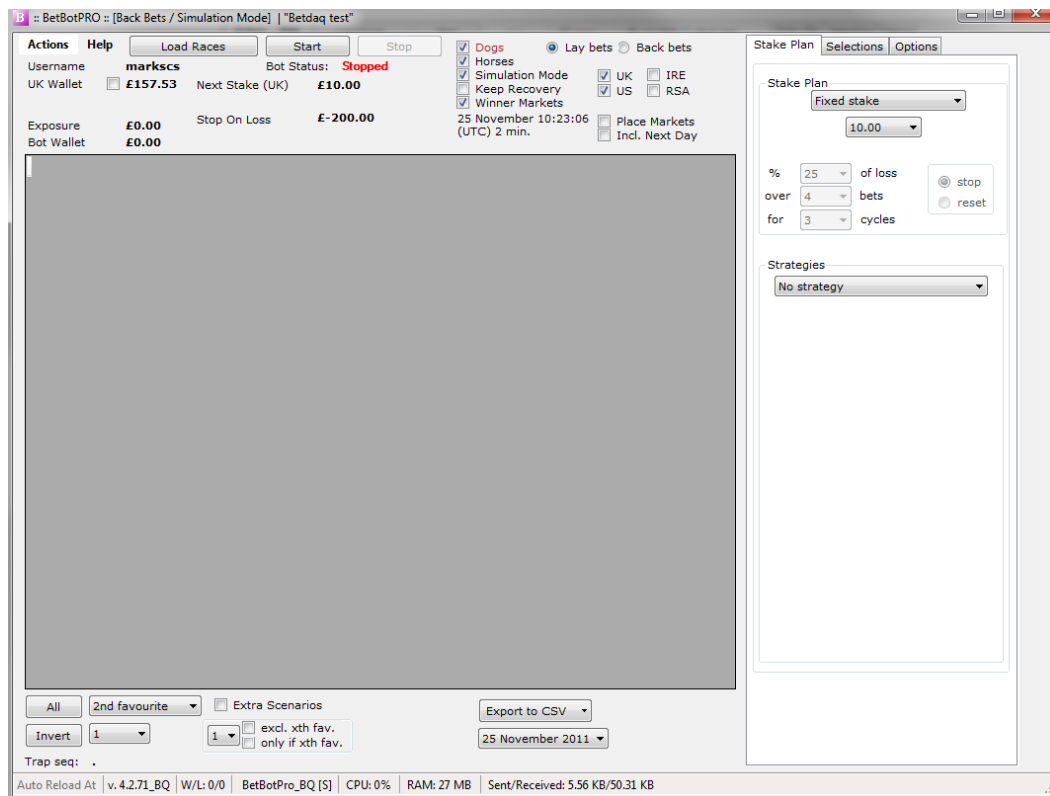 B :: BetBotPRO :: [Back Bets / Simulation Mode]  | "Betdaq test"
Actions Help Load Races Start Stop
Username markscs Bot Status: Stopped
UK Wallet £157.53 Next Stake (UK) £10.00
Exposure £0.00 Stop On Loss £-200.00
Bot Wallet £0.00
Dogs Lay bets Back bets
Horses
Simulation Mode UK IRE
Keep Recovery US RSA
Winner Markets
25 November 10:23:06 Place Markets
(UTC) 2 min. Incl. Next Day
Stake Plan Selections Options
Stake Plan
Fixed stake
10.00
% 25 of loss stop
over 4 bets reset
for 3 cycles
Strategies
No strategy
All 2nd favourite Extra Scenarios Export to CSV
Invert 1 1 excl. xth fav.
only if xth fav. 25 November 2011
Trap seq: .
Auto Reload At v. 4.2.71_BQ W/L: 0/0 BetBotPro_BQ [S] CPU: 0% RAM: 27 MB Sent/Received: 5.56 KB/50.31 KB